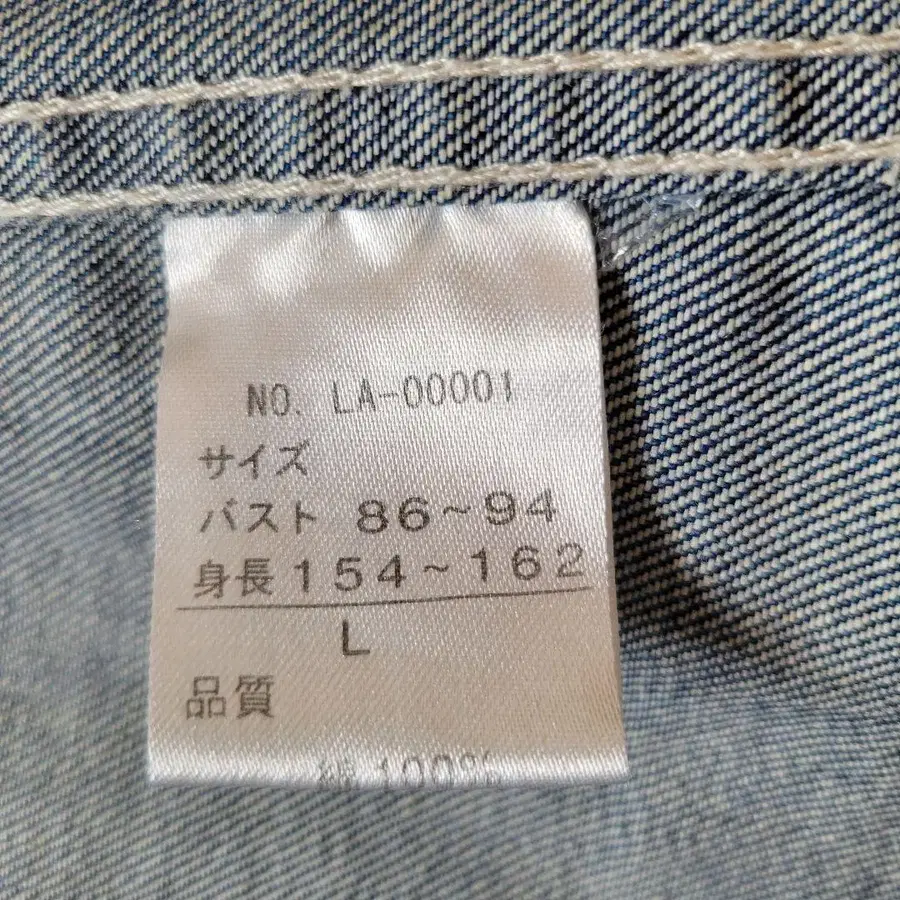 NO. LA-00001
サイズ
バスト 86~94
身長154~162
L
品質
綿 100%